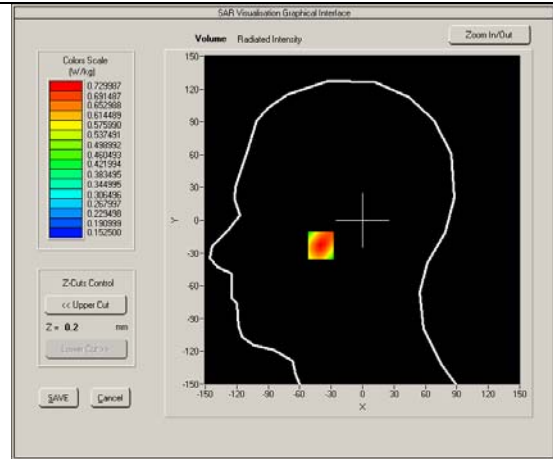 SAR Visualisation Graphical Interface
Volume Radiated Intensity
Zoom In/Out
Colors Scale
(W/kg)
0.729987
0.691487
0.652988
0.614489
0.575990
0.537491
0.498992
0.460493
0.421994
0.383495
0.344995
0.306496
0.267997
0.229498
0.190999
0.152500
Z-Cuts Control
<< Upper Cut
Z = 0.2 mm
Lower Cut >>
SAVE Cancel
150-
120-
90-
60-
30-
Y 0-
-30-
-60-
-90-
-120-
-150-
-150 -120 -90 -60 -30 0 30 60 90 120 150
X